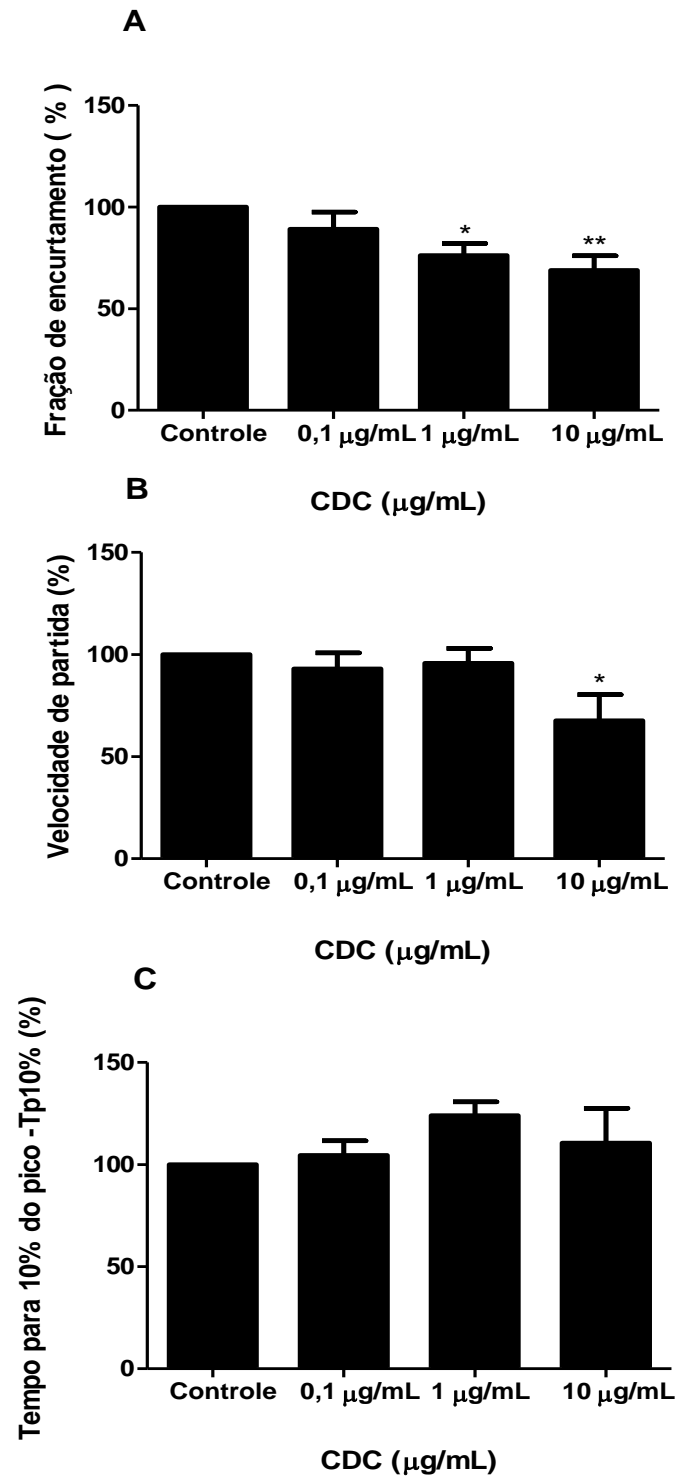 A
Fração de encurtamento ( % )
150
100
50
0
*
**
Controle
0,1 µg/mL
1 µg/mL
10 µg/mL
CDC (µg/mL)
B
Velocidade de partida (%)
150
100
50
0
*
Controle
0,1 µg/mL
1 µg/mL
10 µg/mL
CDC (µg/mL)
C
Tempo para 10% do pico -Tp10% (%)
150
100
50
0
Controle
0,1 µg/mL
1 µg/mL
10 µg/mL
CDC (µg/mL)